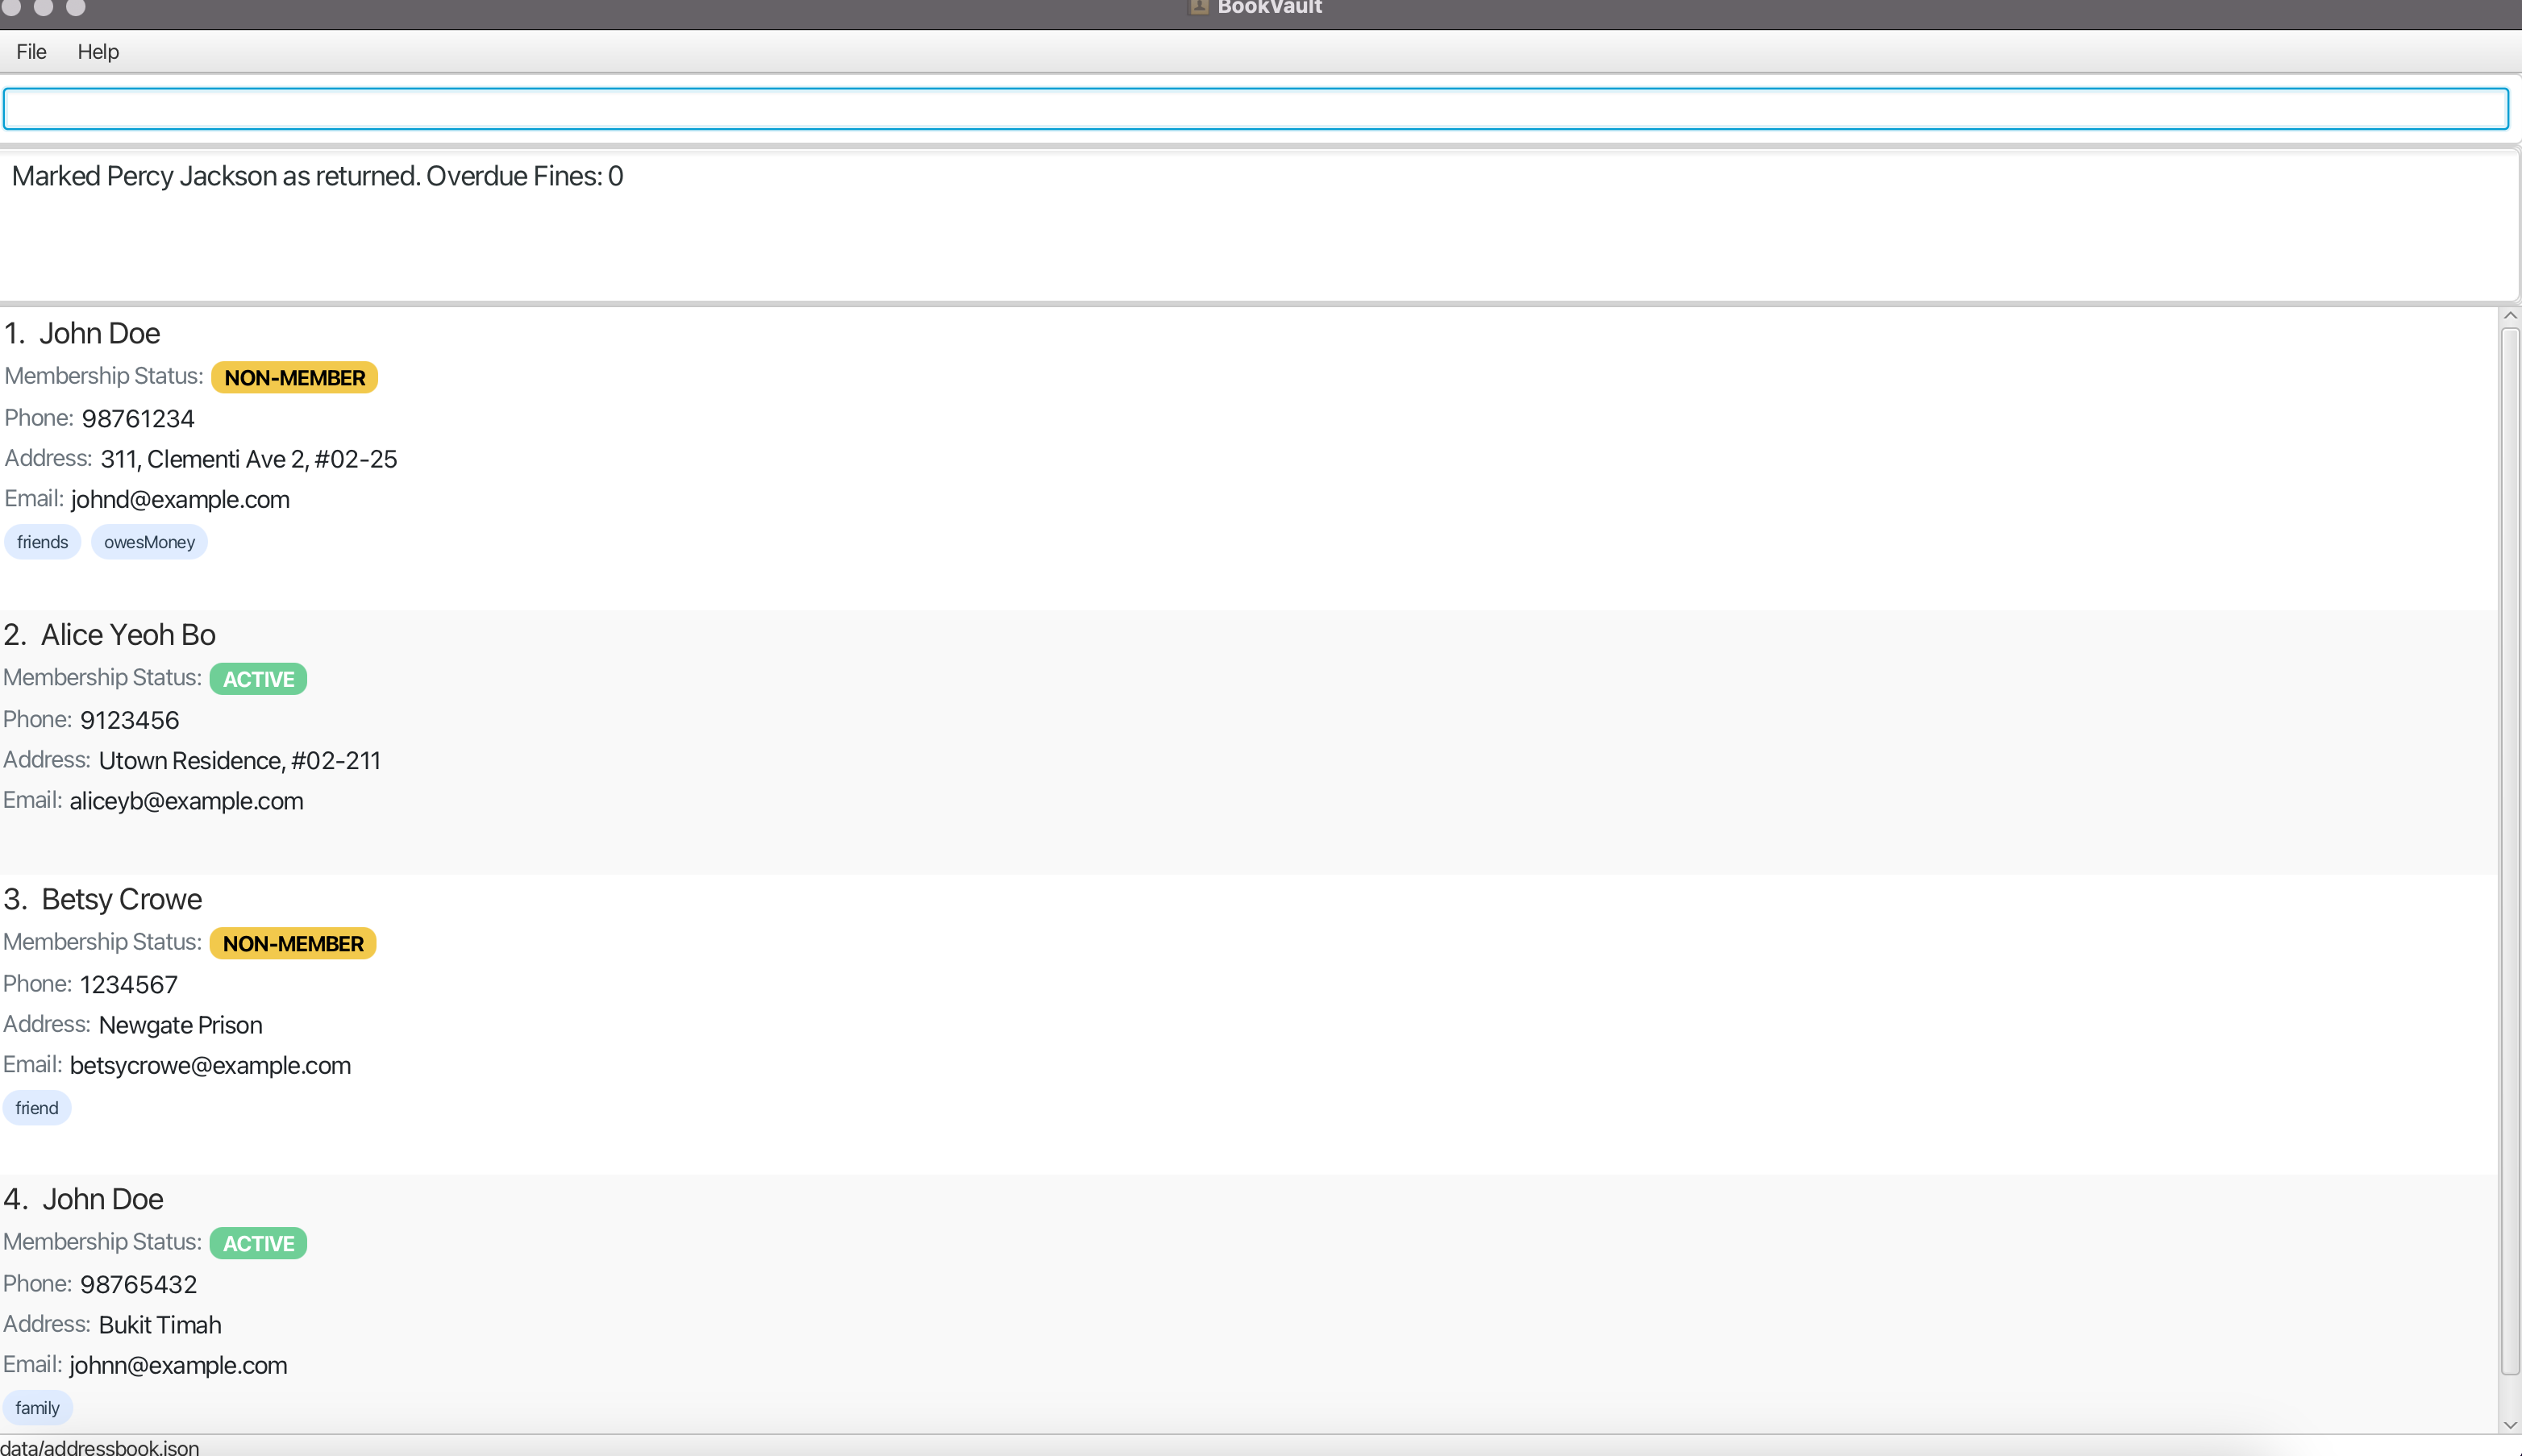 BookVault
File Help
Marked Percy Jackson as returned. Overdue Fines: 0
1. John Doe
Membership Status: NON-MEMBER
Phone: 98761234
Address: 311, Clementi Ave 2, #02-25
Email: johnd@example.com
friends owesMoney
2. Alice Yeoh Bo
Membership Status: ACTIVE
Phone: 9123456
Address: Utown Residence, #02-211
Email: aliceyb@example.com
3. Betsy Crowe
Membership Status: NON-MEMBER
Phone: 1234567
Address: Newgate Prison
Email: betsycrowe@example.com
friend
4. John Doe
Membership Status: ACTIVE
Phone: 98765432
Address: Bukit Timah
Email: johnn@example.com
family
data/addressbook.json